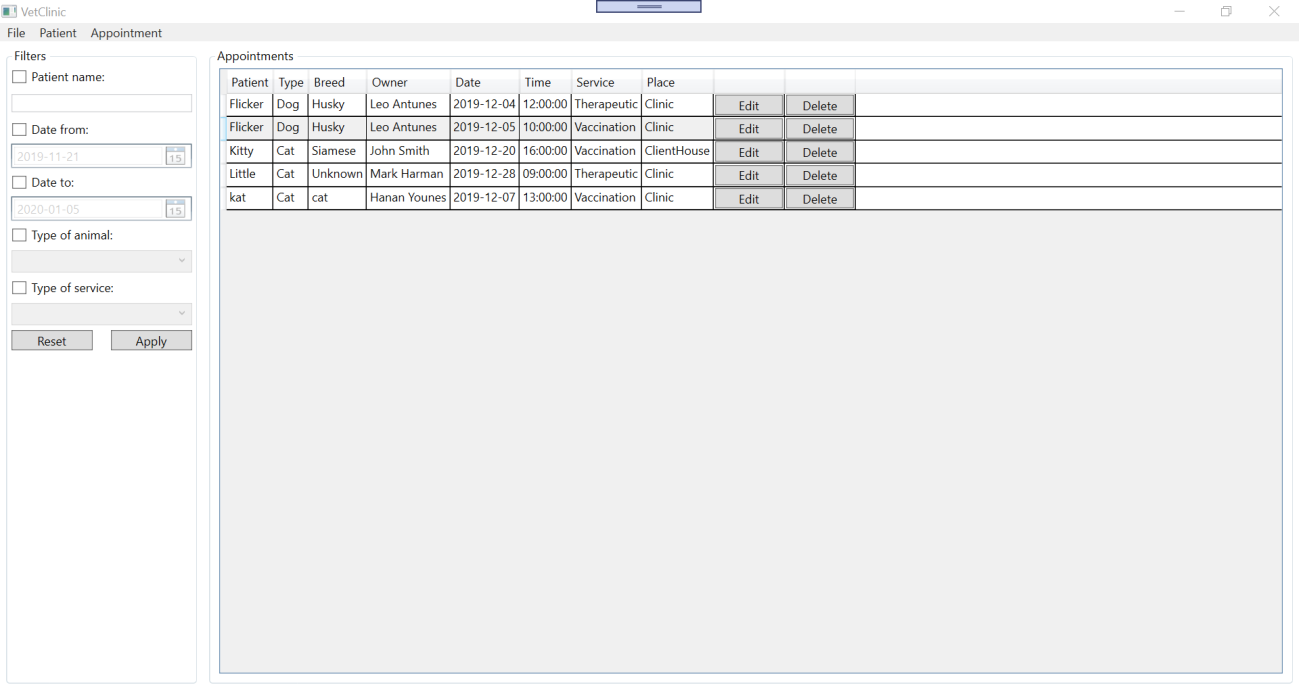 VetClinic
File Patient Appointment
Filters
Patient name:
Date from:
2019-11-21 15
Date to:
2020-01-05 15
Type of animal:
Type of service:
Reset Apply
Appointments
Patient Type Breed Owner Date Time Service Place
Flicker Dog Husky Leo Antunes 2019-12-04 12:00:00 Therapeutic Clinic Edit Delete
Flicker Dog Husky Leo Antunes 2019-12-05 10:00:00 Vaccination Clinic Edit Delete
Kitty Cat Siamese John Smith 2019-12-20 16:00:00 Vaccination ClientHouse Edit Delete
Little Cat Unknown Mark Harman 2019-12-28 09:00:00 Therapeutic Clinic Edit Delete
kat Cat cat Hanan Younes 2019-12-07 13:00:00 Vaccination Clinic Edit Delete